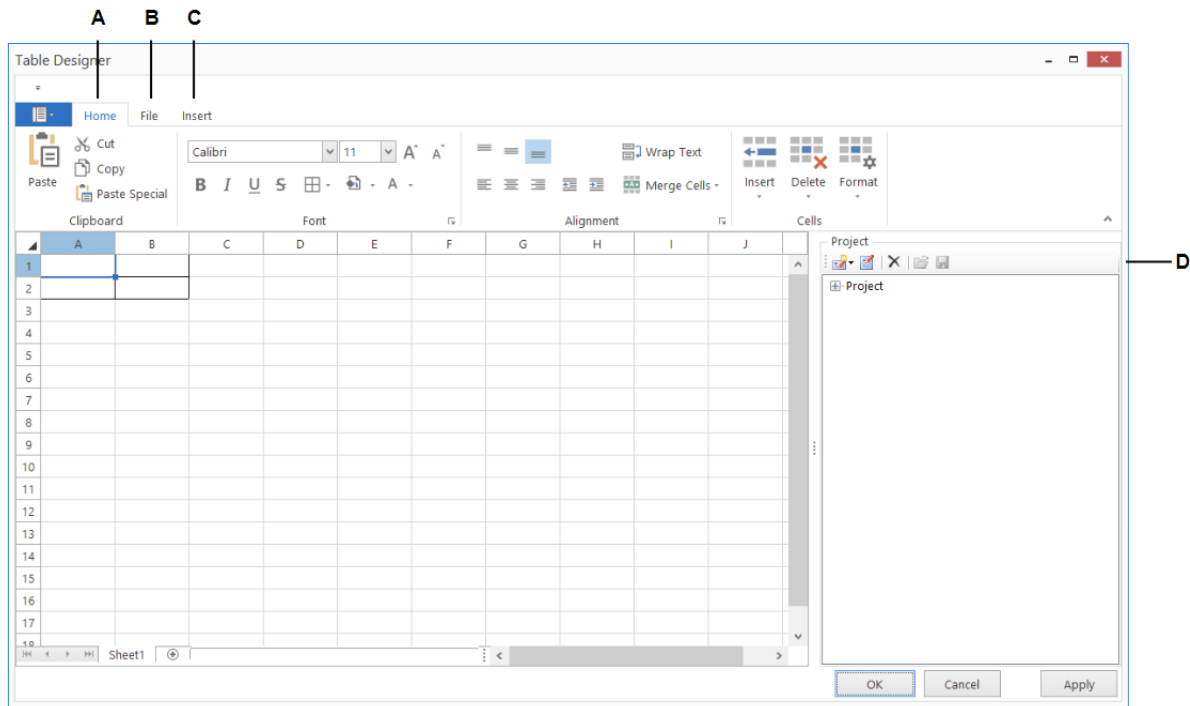 A B C
Table Designer
Home File Insert
Paste
Cut
Copy
Paste Special
Clipboard
Calibri 11 A A
B I U S A
Font
Wrap Text
Merge Cells
Alignment
Insert Delete Format
Cells
A B C D E F G H I J
1
2
3
4
5
6
7
8
9
10
11
12
13
14
15
16
17
18
Sheet1
Project
D
Project
OK Cancel Apply